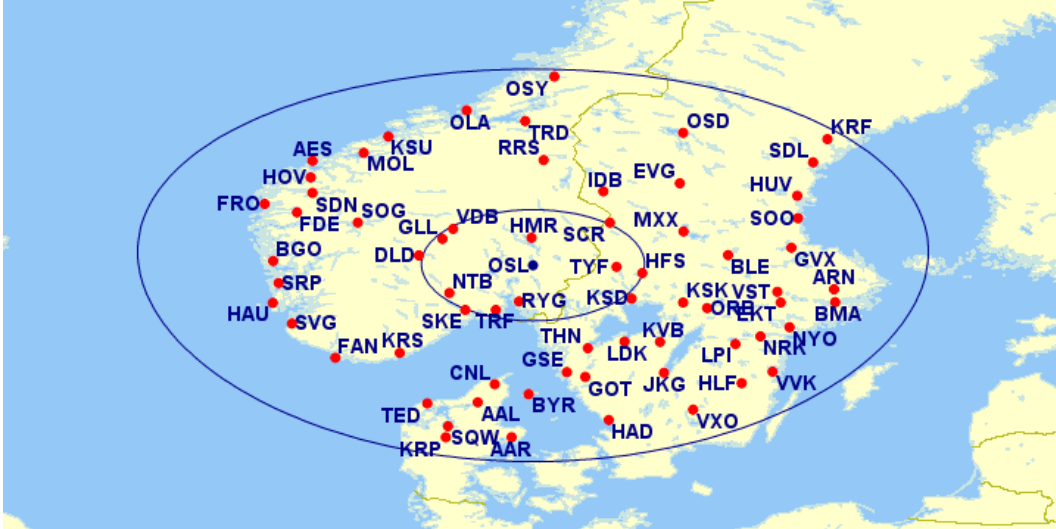 OSY
OLA
TRD
OSD
KRF
KSU
RRS
AES
MOL
SDL
HOV
IDB
EVG
HUV
FRO
SDN
SOG
VDB
HMR
MXX
SOO
FDE
GLL
SCR
BGO
DLD
OSL
TYF
HFS
BLE
GVX
SRP
NTB
RYG
KSD
KSK
VST
ARN
HAU
SKE
TRF
ORB
EKT
BMA
SVG
FAN
KRS
THN
LDK
KVB
LPI
NRK
NYO
CNL
GSE
GOT
JKG
HLF
VVK
TED
AAL
BYR
HAD
VXO
KRP
SQW
AAR